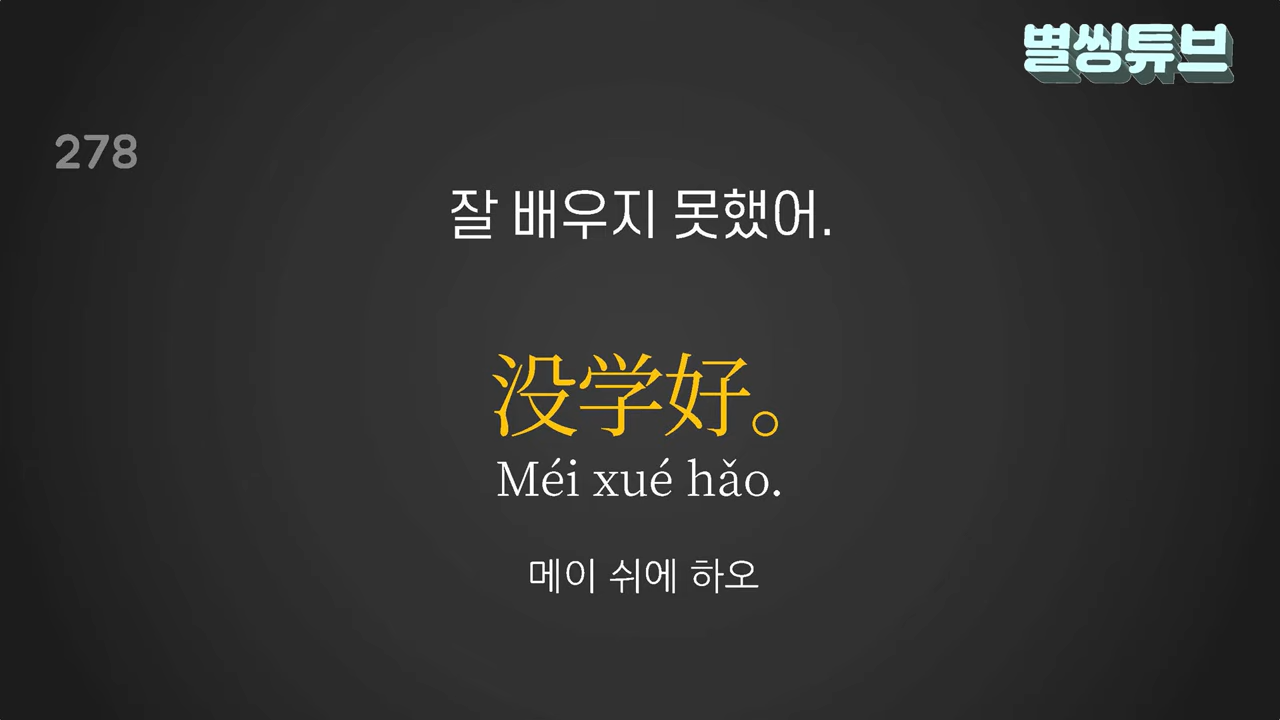 별씽튜브
278
잘 배우지 못했어.
没学好。
Méi xué hǎo.
메이 쉬에 하오